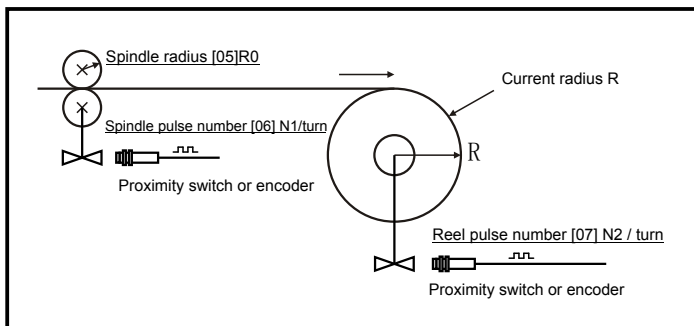 Spindle radius [05]R0
Current radius R
Spindle pulse number [06] N1/turn
R
Proximity switch or encoder
Reel pulse number [07] N2 / turn
Proximity switch or encoder